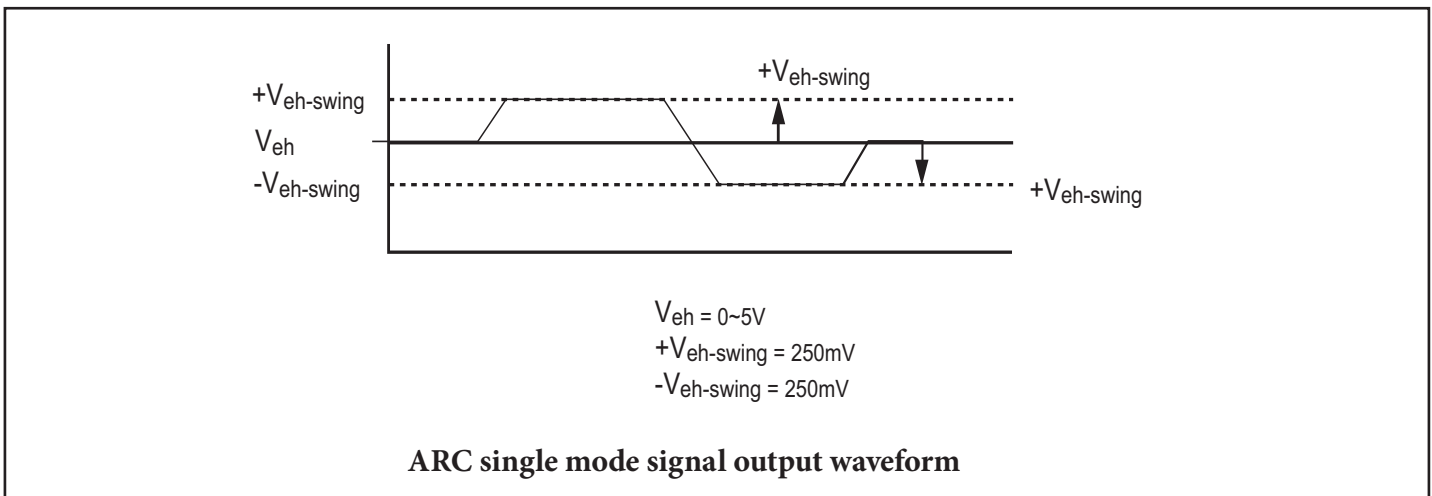 +Veh-swing
+Veh-swing
Veh
-Veh-swing
+Veh-swing
Veh = 0~5V
+Veh-swing = 250mV
-Veh-swing = 250mV
ARC single mode signal output waveform